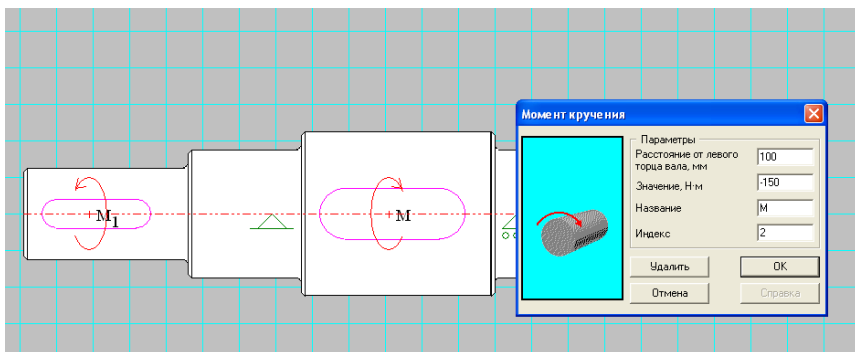 M1
M
Момент кручения
Параметры
Расстояние от левого
торца вала, мм
100
Значение, Н·м
-150
Название
M
Индекс
2
Удалить
OK
Отмена
Справка